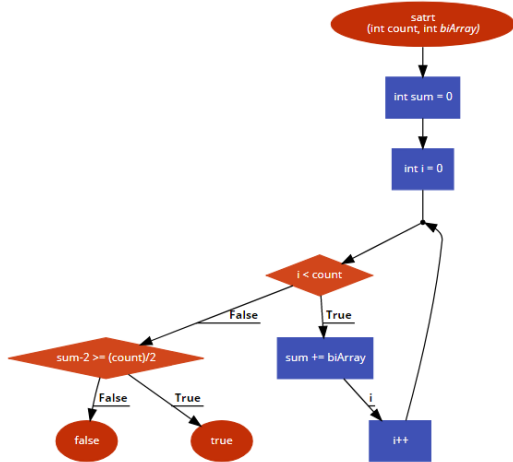 satrt
(int count, int biArray)
int sum = 0
int i = 0
i < count
False
True
sum-2 >= (count)/2
sum += biArray
False
True
i
false
true
i++